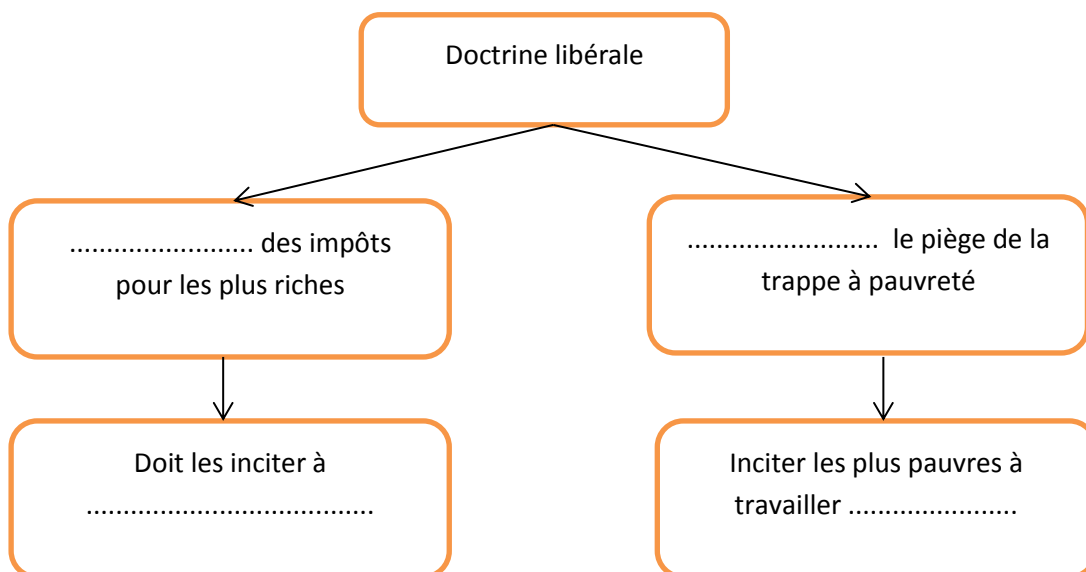 Doctrine libérale
.......................... des impôts
pour les plus riches
........................... le piège de la
trappe à pauvreté
Doit les inciter à
.........................................
Inciter les plus pauvres à
travailler ........................